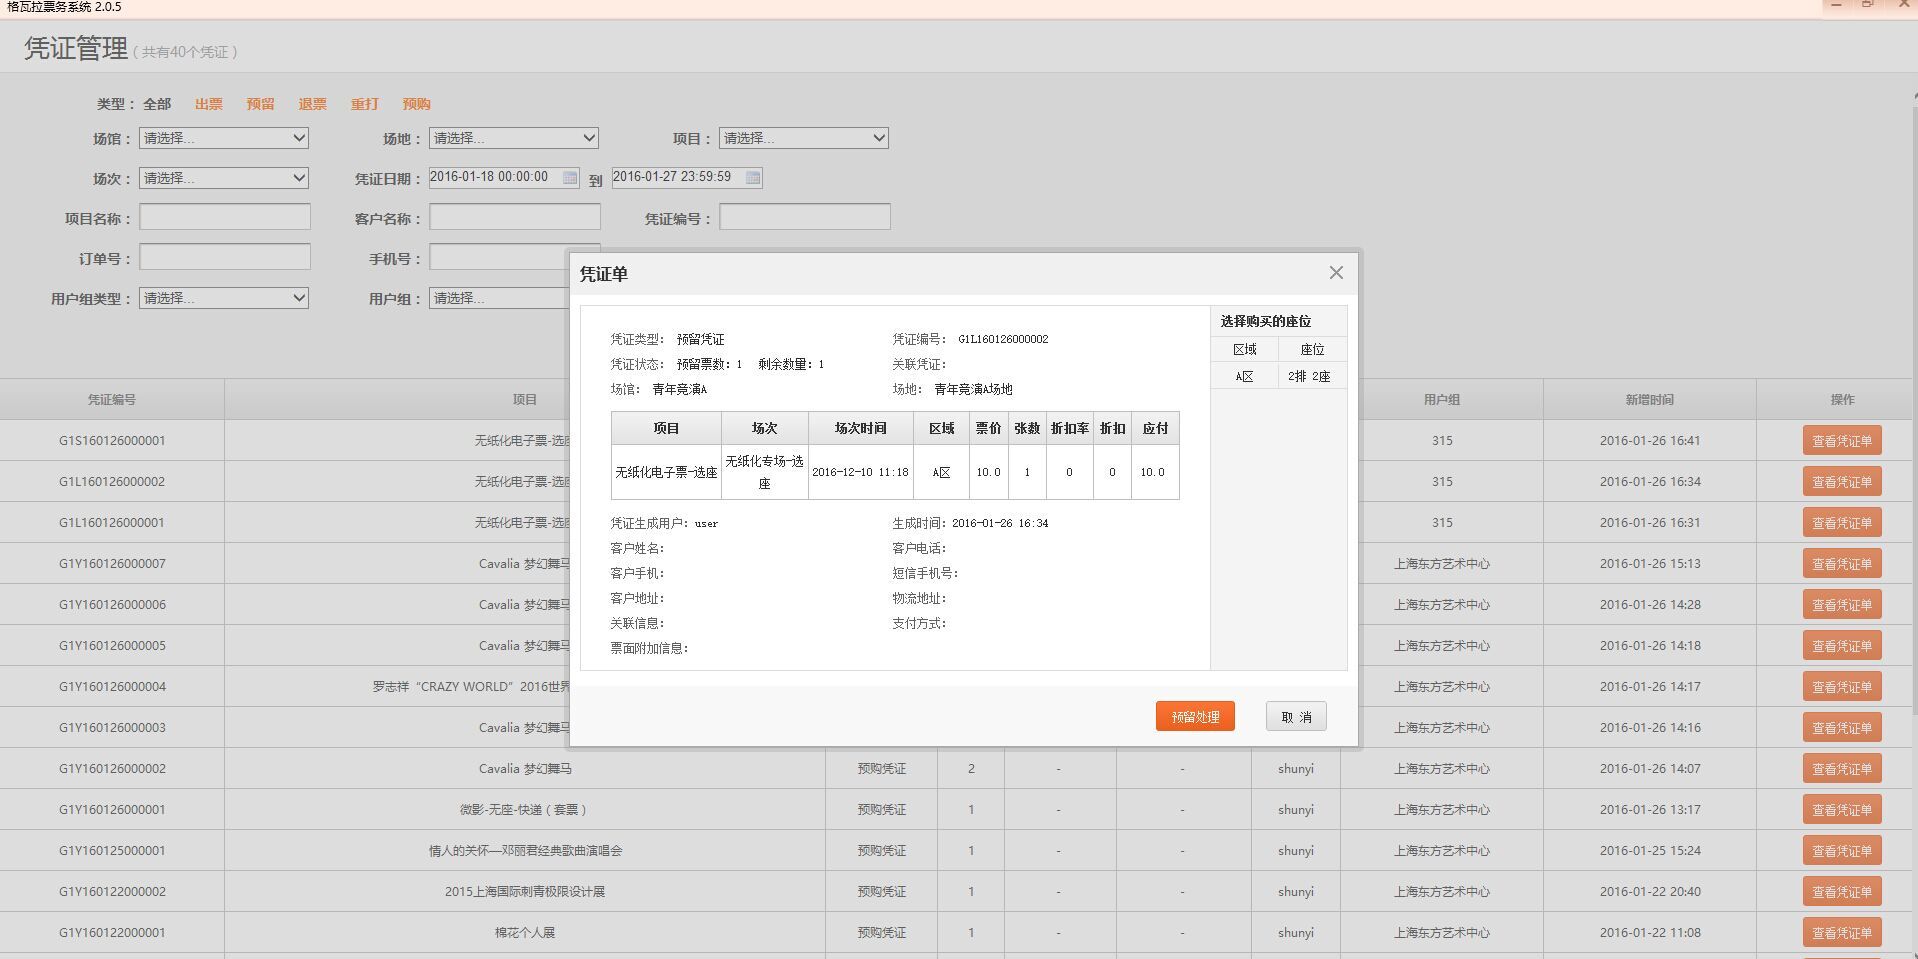 格瓦拉票务系统 2.0.5
凭证管理 ( 共有40个凭证 )
类型： 全部 出票 预留 退票 重打 预购
场馆： 请选择... 场地： 请选择... 项目： 请选择...
场次： 请选择... 凭证日期： 2016-01-18 00:00:00 到 2016-01-27 23:59:59
项目名称： 客户名称： 凭证编号：
订单号： 手机号：
用户组类型： 请选择... 用户组： 请选择...
凭证编号 项目 用户组 新增时间 操作
G1S160126000001 无纸化电子票-选 315 2016-01-26 16:41 查看凭证单
G1L160126000002 无纸化电子票-选 315 2016-01-26 16:34 查看凭证单
G1L160126000001 无纸化电子票-选 315 2016-01-26 16:31 查看凭证单
G1Y160126000007 Cavalia 梦幻舞马 上海东方艺术中心 2016-01-26 15:13 查看凭证单
G1Y160126000006 Cavalia 梦幻舞马 上海东方艺术中心 2016-01-26 14:28 查看凭证单
G1Y160126000005 Cavalia 梦幻舞马 上海东方艺术中心 2016-01-26 14:18 查看凭证单
G1Y160126000004 罗志祥“CRAZY WORLD”2016世界 上海东方艺术中心 2016-01-26 14:17 查看凭证单
G1Y160126000003 Cavalia 梦幻舞马 上海东方艺术中心 2016-01-26 14:16 查看凭证单
G1Y160126000002 Cavalia 梦幻舞马 预购凭证 2 - - shunyi 上海东方艺术中心 2016-01-26 14:07 查看凭证单
G1Y160126000001 微影-无座-快递（套票） 预购凭证 1 - - shunyi 上海东方艺术中心 2016-01-26 13:17 查看凭证单
G1Y160125000001 情人的关怀—邓丽君经典歌曲演唱会 预购凭证 1 - - shunyi 上海东方艺术中心 2016-01-25 15:24 查看凭证单
G1Y160122000002 2015上海国际刺青极限设计展 预购凭证 1 - - shunyi 上海东方艺术中心 2016-01-22 20:40 查看凭证单
G1Y160122000001 棉花个人展 预购凭证 1 - - shunyi 上海东方艺术中心 2016-01-22 11:08 查看凭证单
凭证单
凭证类型： 预留凭证 凭证编号： G1L160126000002
凭证状态： 预留票数：1 剩余数量：1 关联凭证：
场馆： 青年竞演A 场地： 青年竞演A场地
项目 场次 场次时间 区域 票价 张数 折扣率 折扣 应付
无纸化电子票-选座 无纸化专场-选座 2016-12-10 11:18 A区 10.0 1 0 0 10.0
凭证生成用户：user 生成时间：2016-01-26 16:34
客户姓名： 客户电话：
客户手机： 短信手机号：
客户地址： 物流地址：
关联信息： 支付方式：
票面附加信息：
选择购买的座位
区域 座位
A区 2排 2座
预留处理 取 消